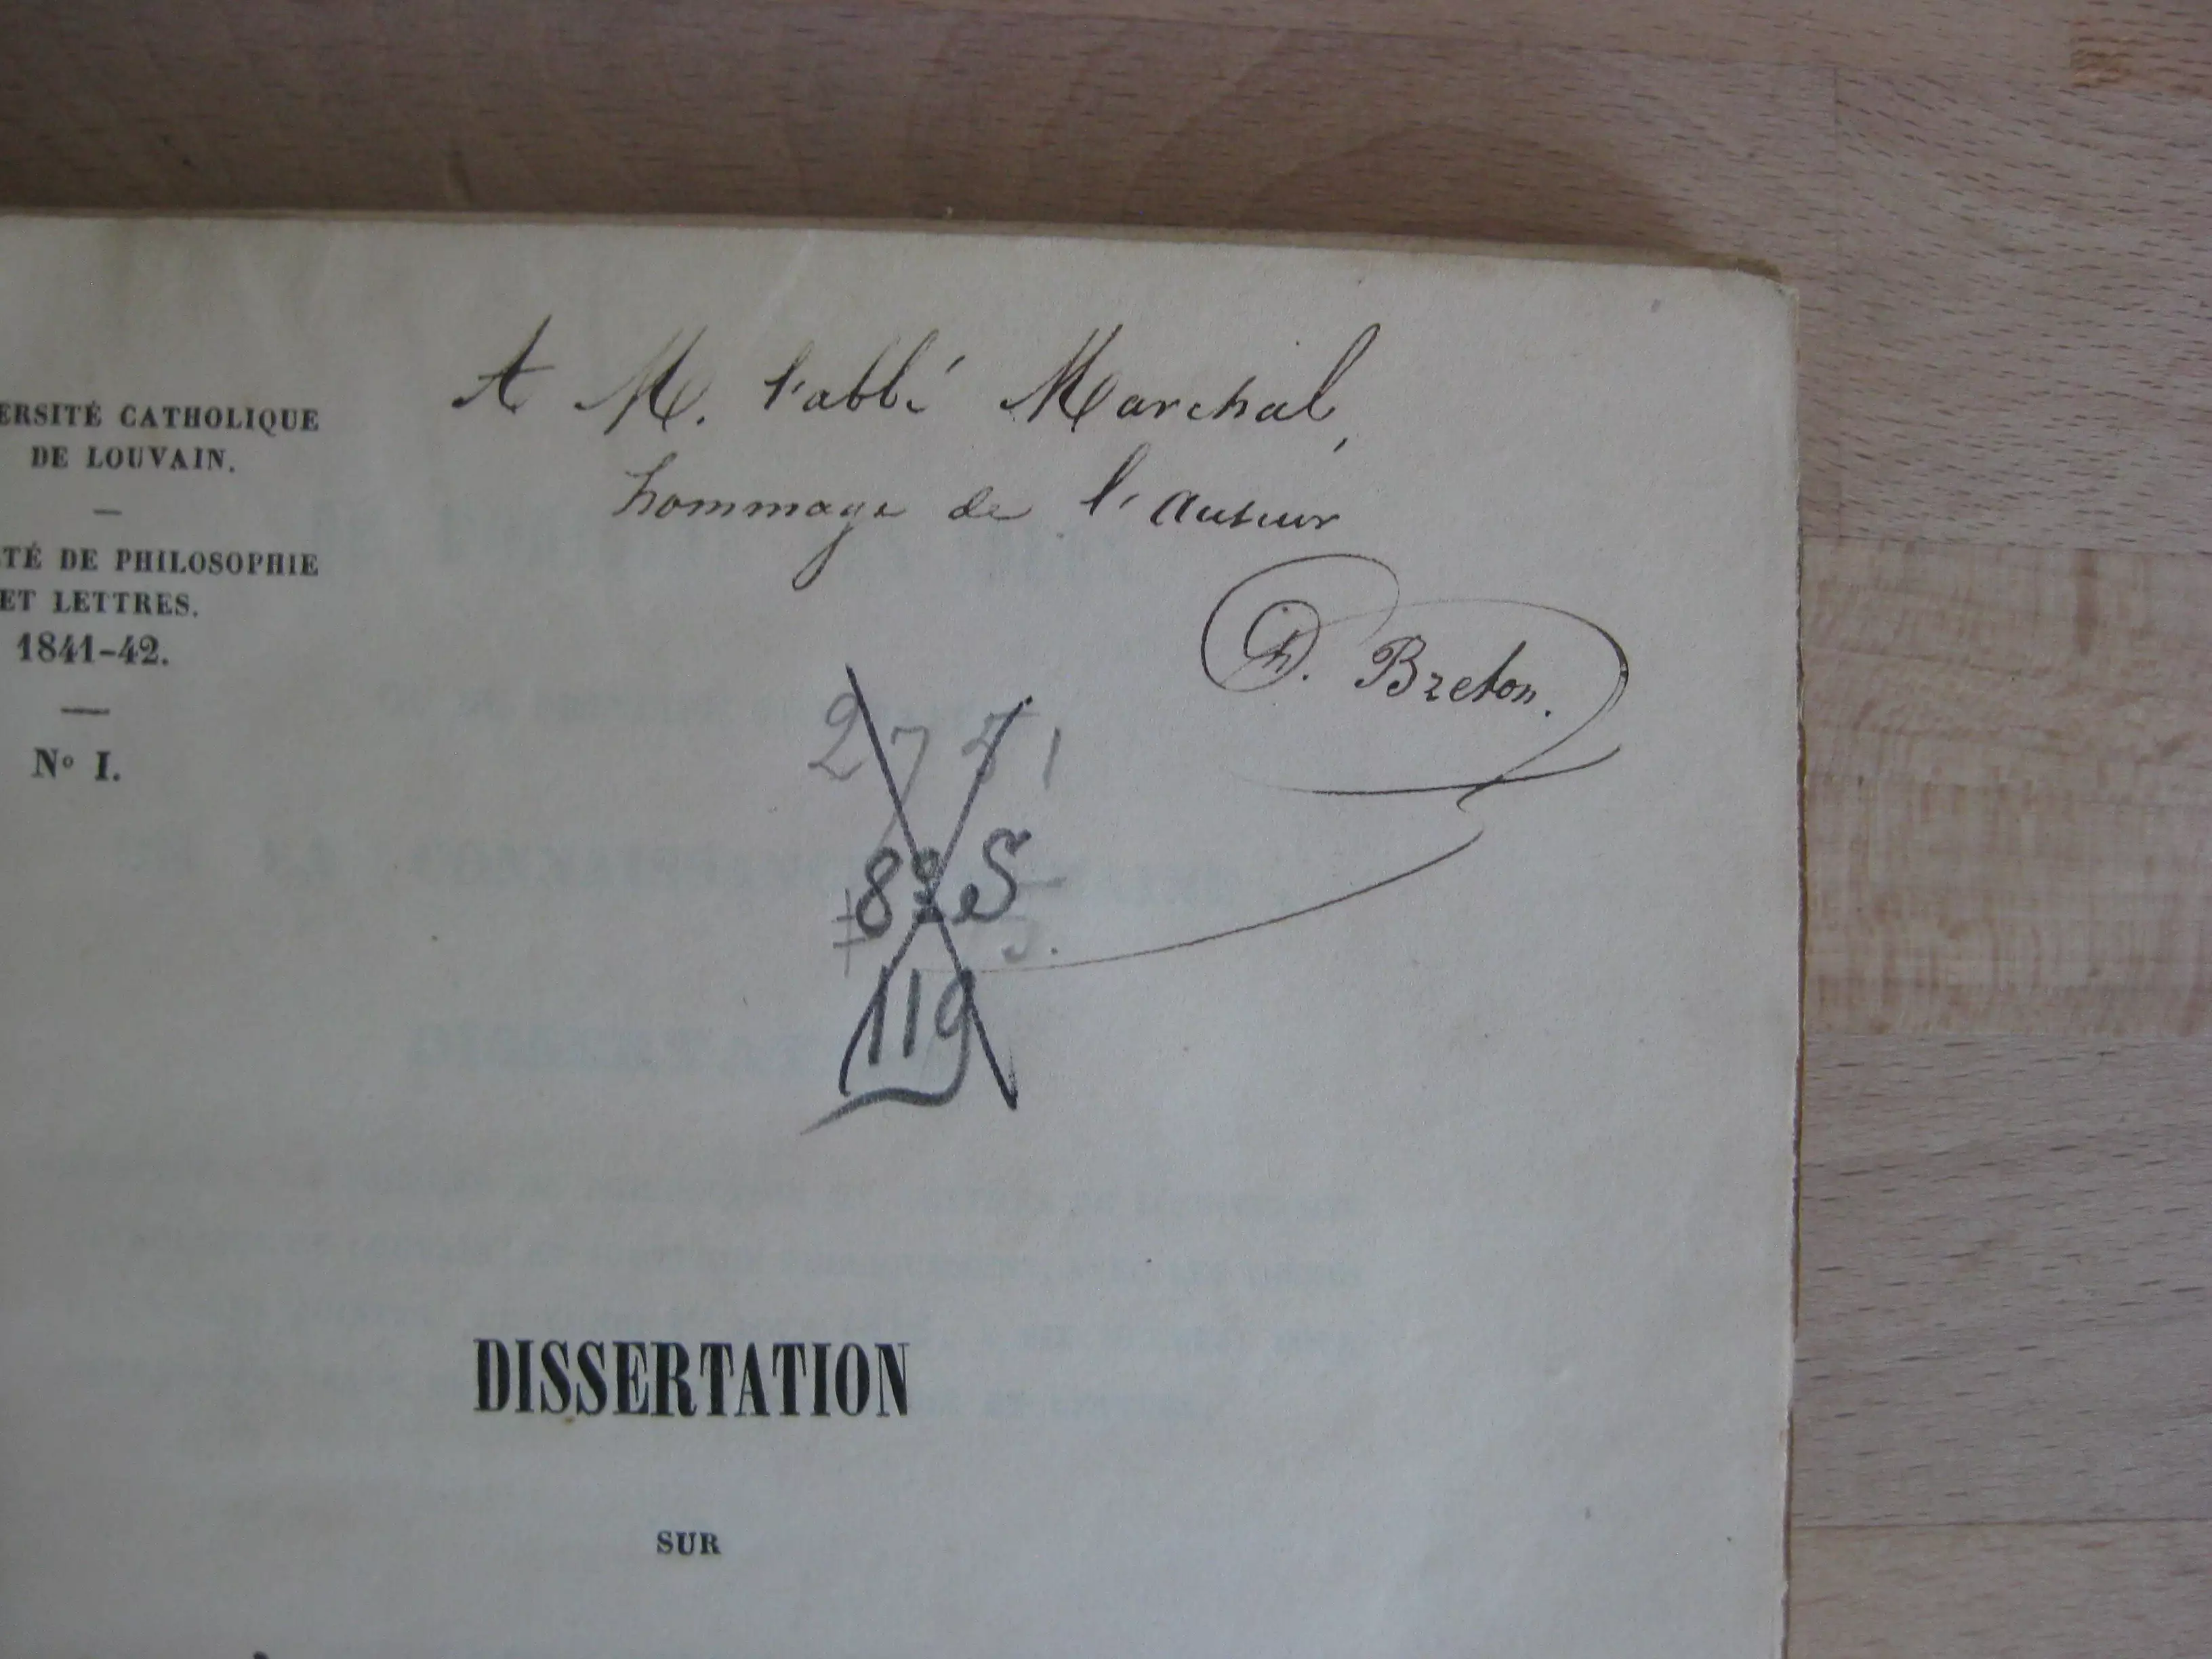 A M. l'abbé Marchal,
hommage de l'auteur
Breton.
ERSITÉ CATHOLIQUE
DE LOUVAIN.
—
TÉ DE PHILOSOPHIE
ET LETTRES.
1841-42.
—
Nº I.
119
DISSERTATION
SUR